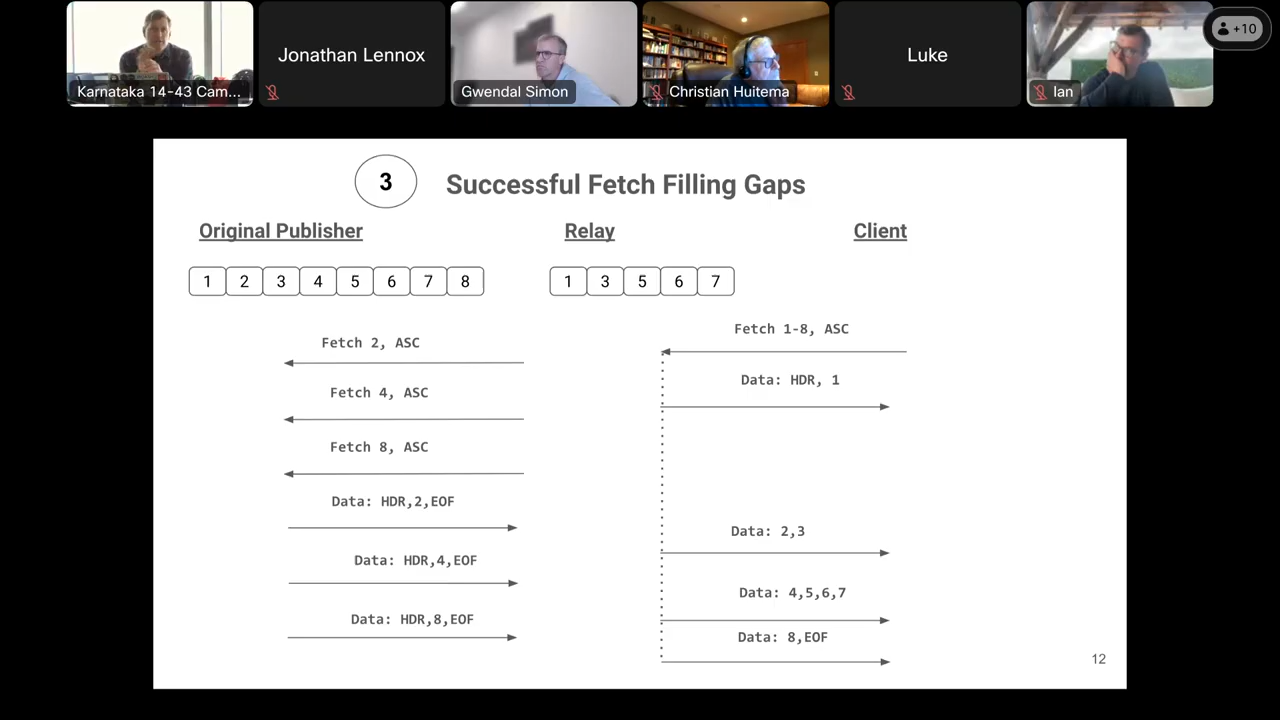 Karnataka 14-43 Cam...
Jonathan Lennox
Gwendal Simon
Christian Huitema
Luke
Ian
+10
3 Successful Fetch Filling Gaps
Original Publisher Relay Client
1 2 3 4 5 6 7 8 1 3 5 6 7
Fetch 1-8, ASC
Fetch 2, ASC
Data: HDR, 1
Fetch 4, ASC
Fetch 8, ASC
Data: HDR,2,EOF
Data: 2,3
Data: HDR,4,EOF
Data: 4,5,6,7
Data: HDR,8,EOF
Data: 8,EOF
12